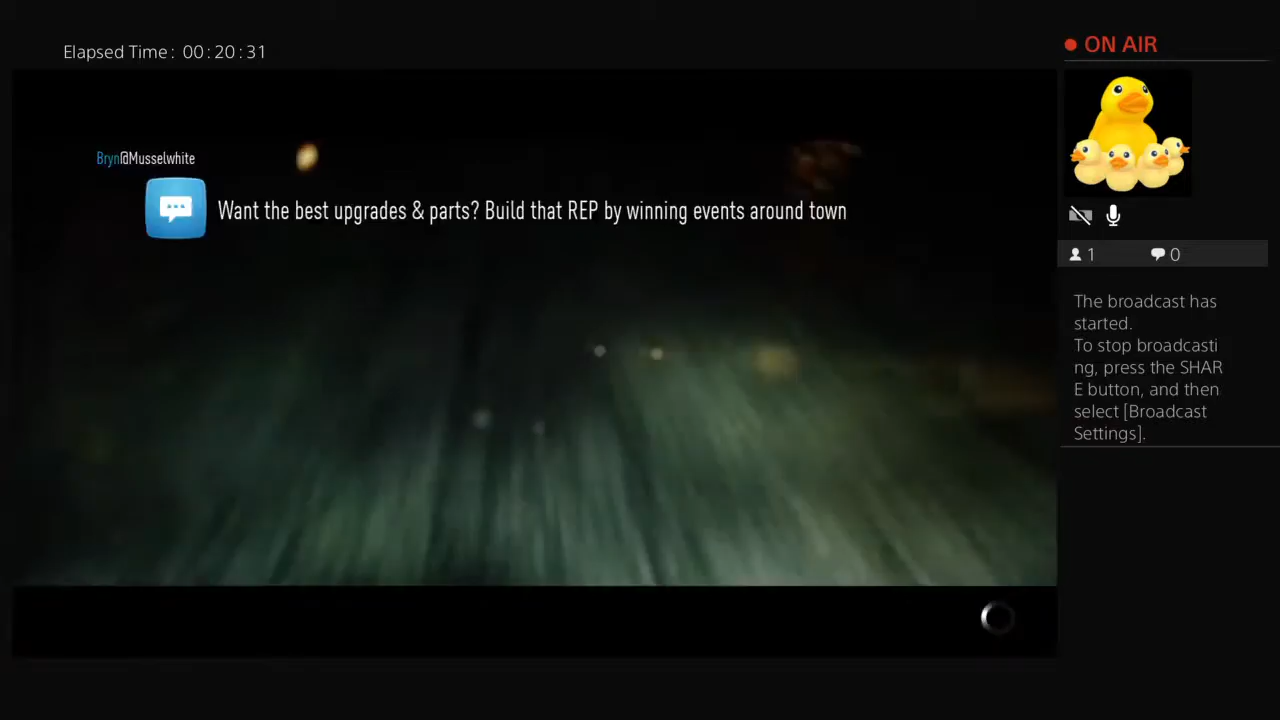 Elapsed Time: 00:20:31
ON AIR
Bryn@Musselwhite
Want the best upgrades & parts? Build that REP by winning events around town
1 0
The broadcast has
started.
To stop broadcasti
ng, press the SHAR
E button, and then
select [Broadcast
Settings].